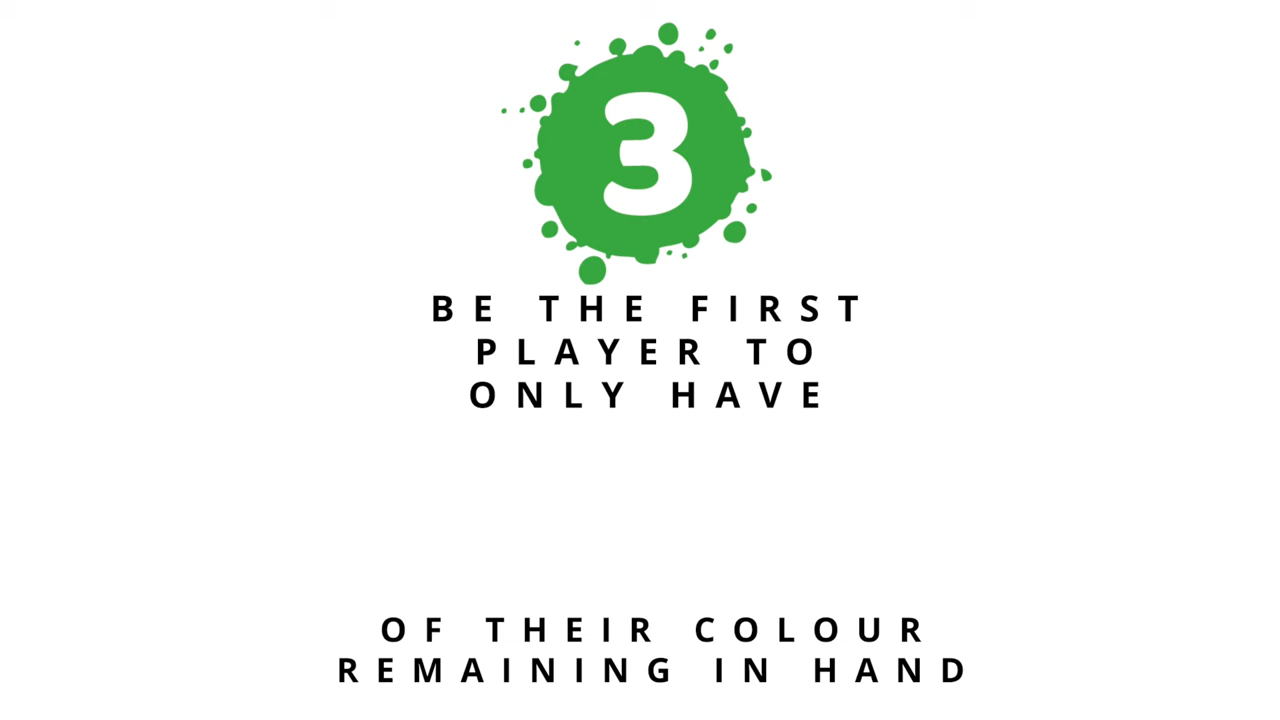 3
BE THE FIRST
PLAYER TO
ONLY HAVE
OF THEIR COLOUR
REMAINING IN HAND